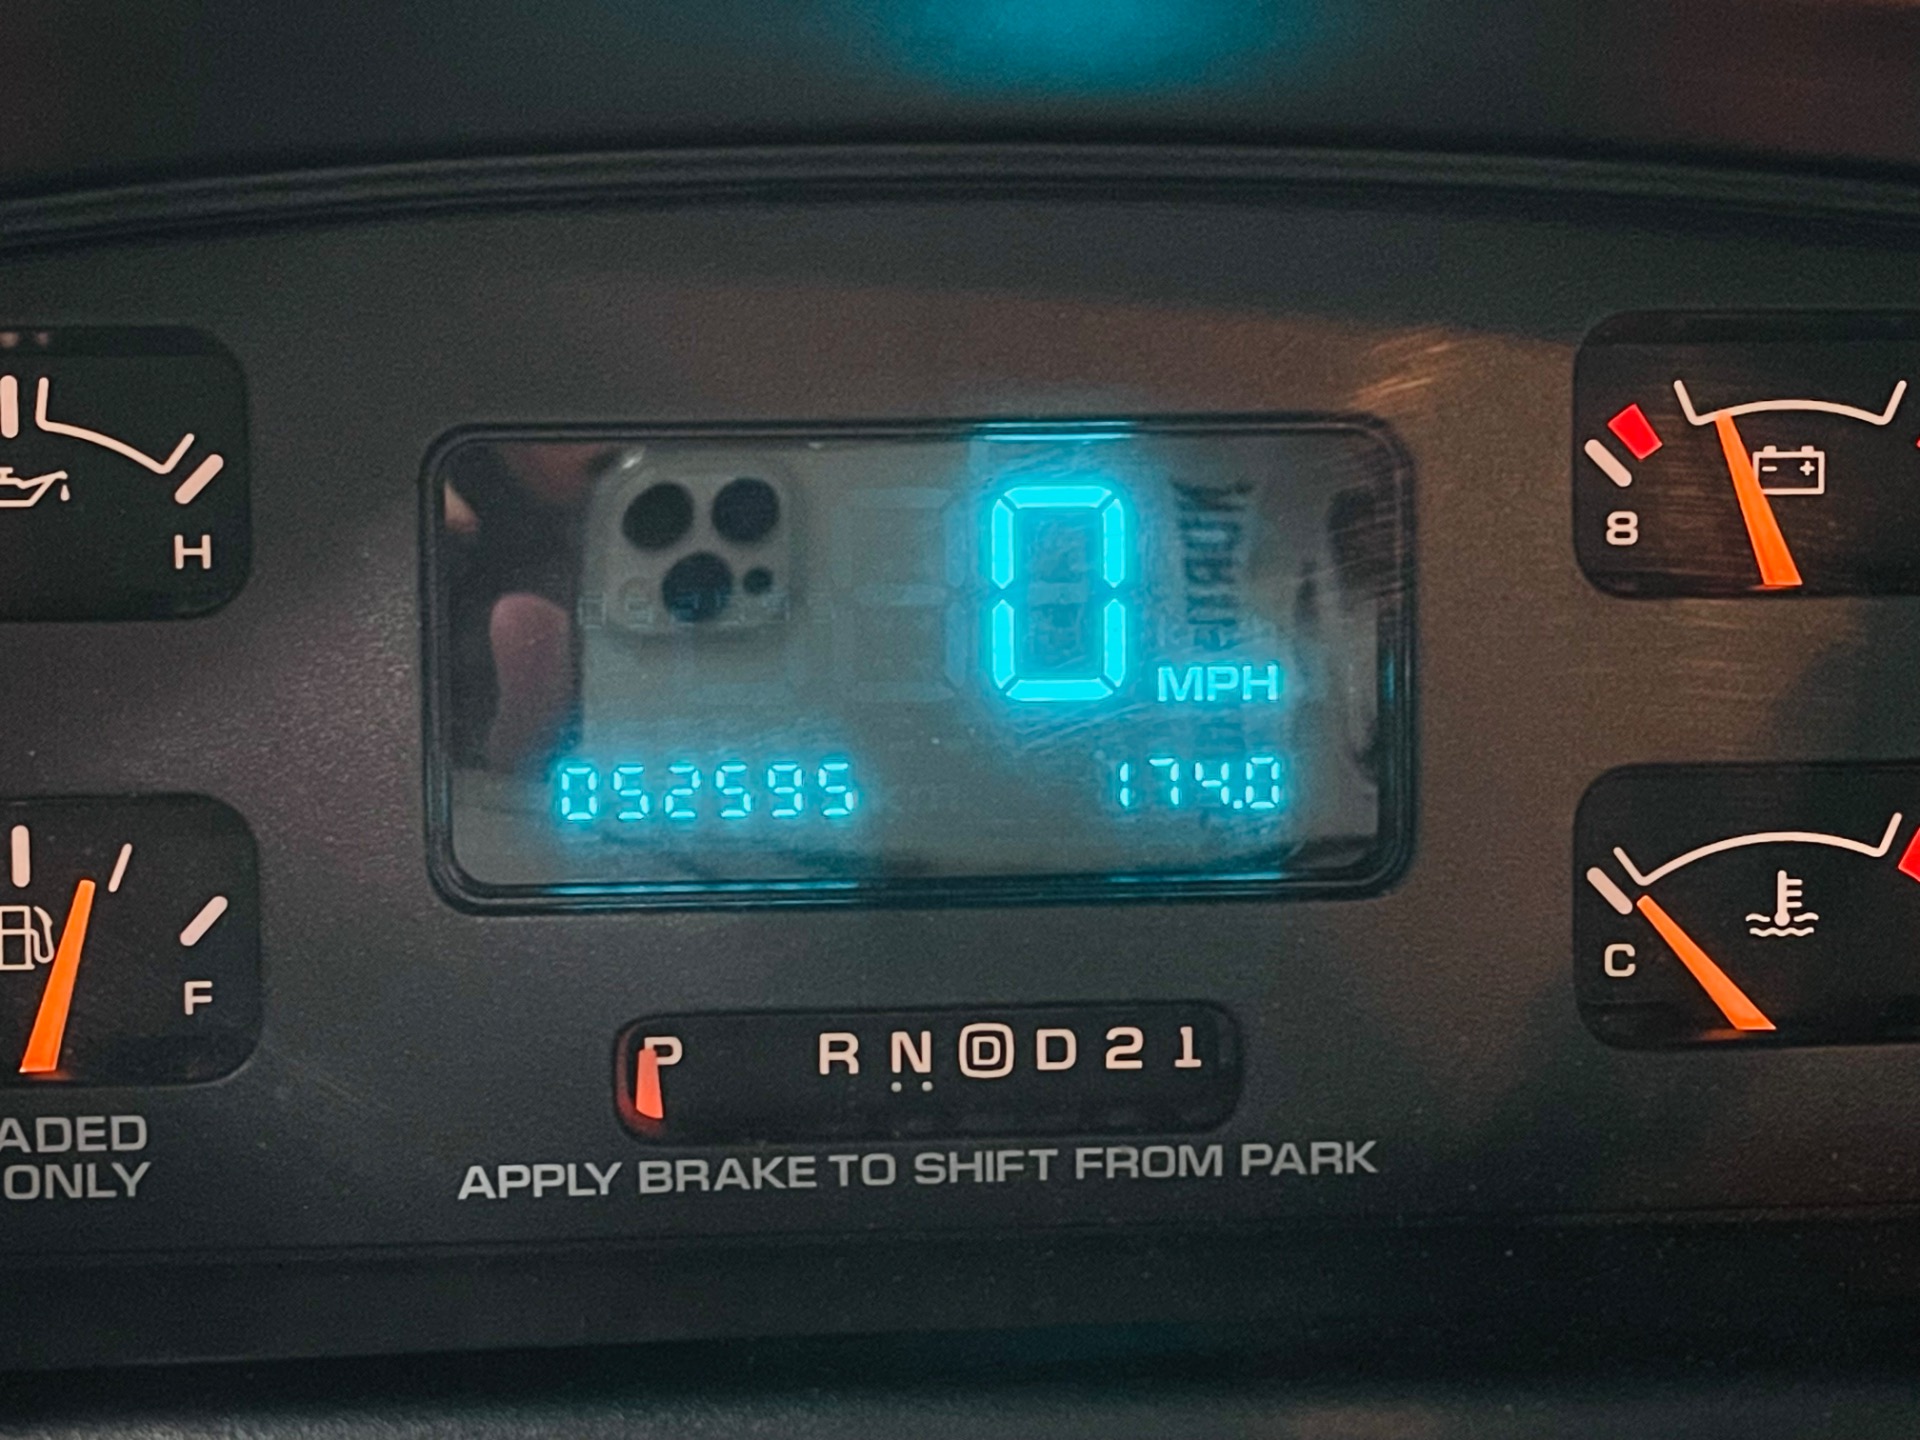 H
8
0
MPH
052595
174.0
F
C
P R N D D 2 1
ADED
ONLY
APPLY BRAKE TO SHIFT FROM PARK